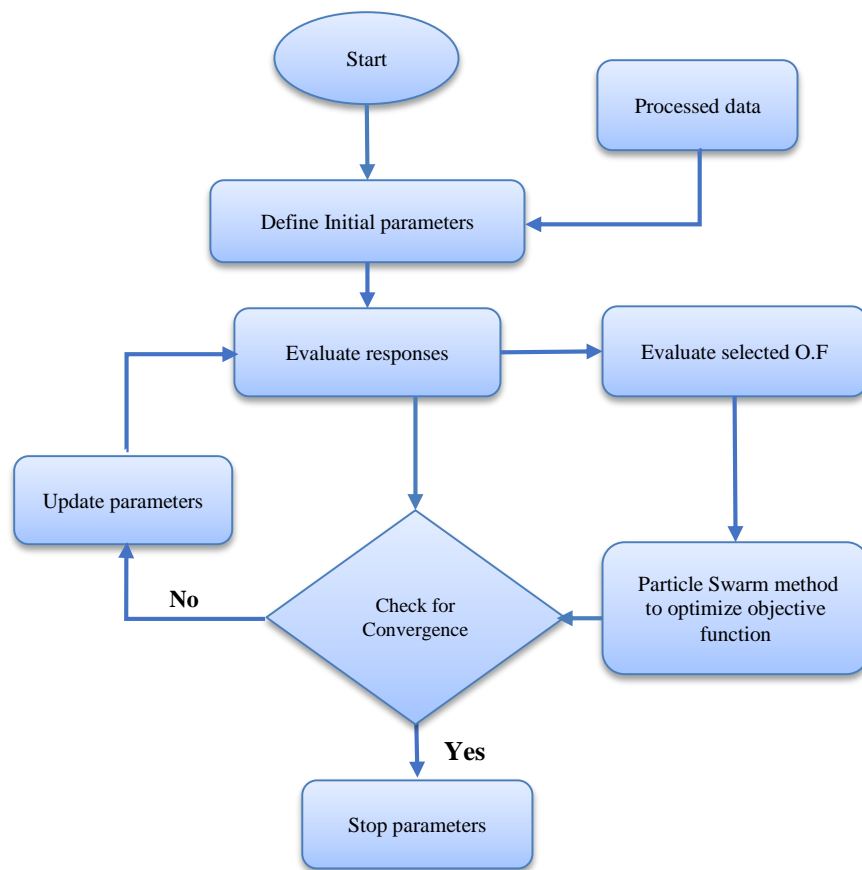 Start
Processed data
Define Initial parameters
Evaluate responses
Evaluate selected O.F
Update parameters
No
Check for
Convergence
Particle Swarm method
to optimize objective
function
Yes
Stop parameters